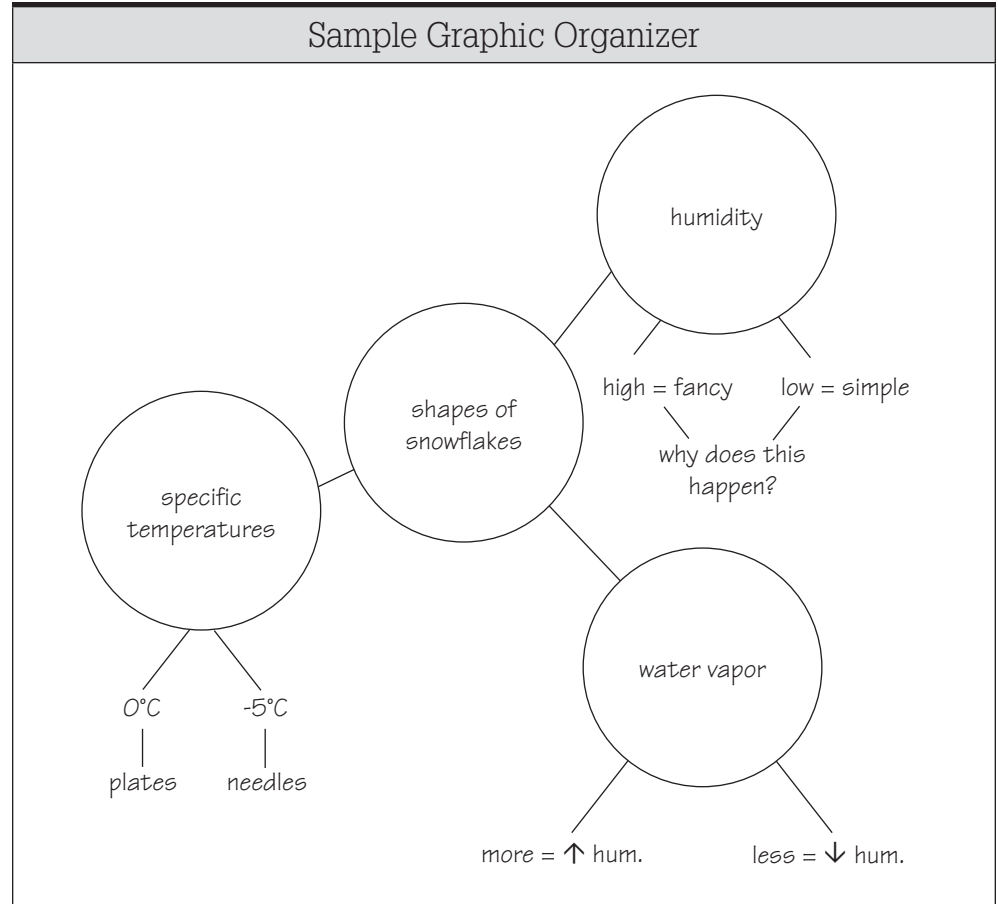 Sample Graphic Organizer
humidity
high = fancy
low = simple
why does this
happen?
shapes of
snowflakes
specific
temperatures
0°C
-5°C
plates
needles
water vapor
more = ↑ hum.
less = ↓ hum.